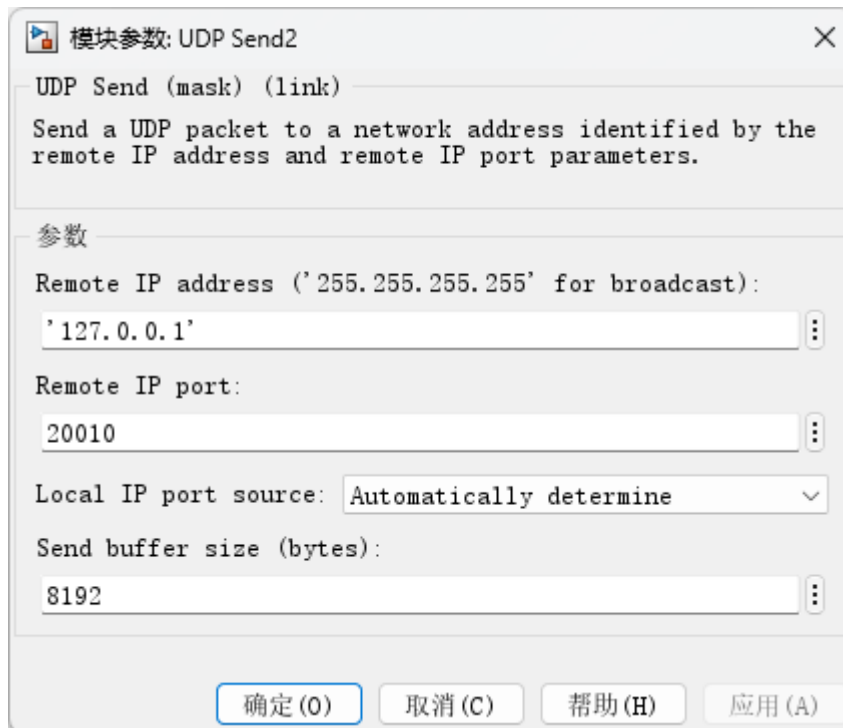 模块参数: UDP Send2
UDP Send (mask) (link)
Send a UDP packet to a network address identified by the
remote IP address and remote IP port parameters.
参数
Remote IP address ('255.255.255.255' for broadcast):
'127.0.0.1'
Remote IP port:
20010
Local IP port source: Automatically determine
Send buffer size (bytes):
8192
确定(O) 取消(C) 帮助(H) 应用(A)